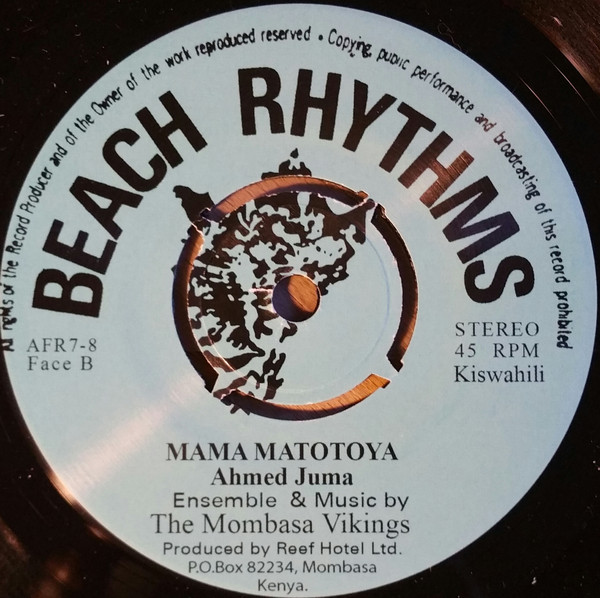 All rights of the Record Producer and of the Owner of the work reproduced reserved • Copying, public performance and broadcasting of this record prohibited
BEACH RHYTHMS
AFR7-8
Face B
STEREO
45 RPM
Kiswahili
MAMA MATOTOYA
Ahmed Juma
Ensemble & Music by
The Mombasa Vikings
Produced by Reef Hotel Ltd.
P.O.Box 82234, Mombasa
Kenya.